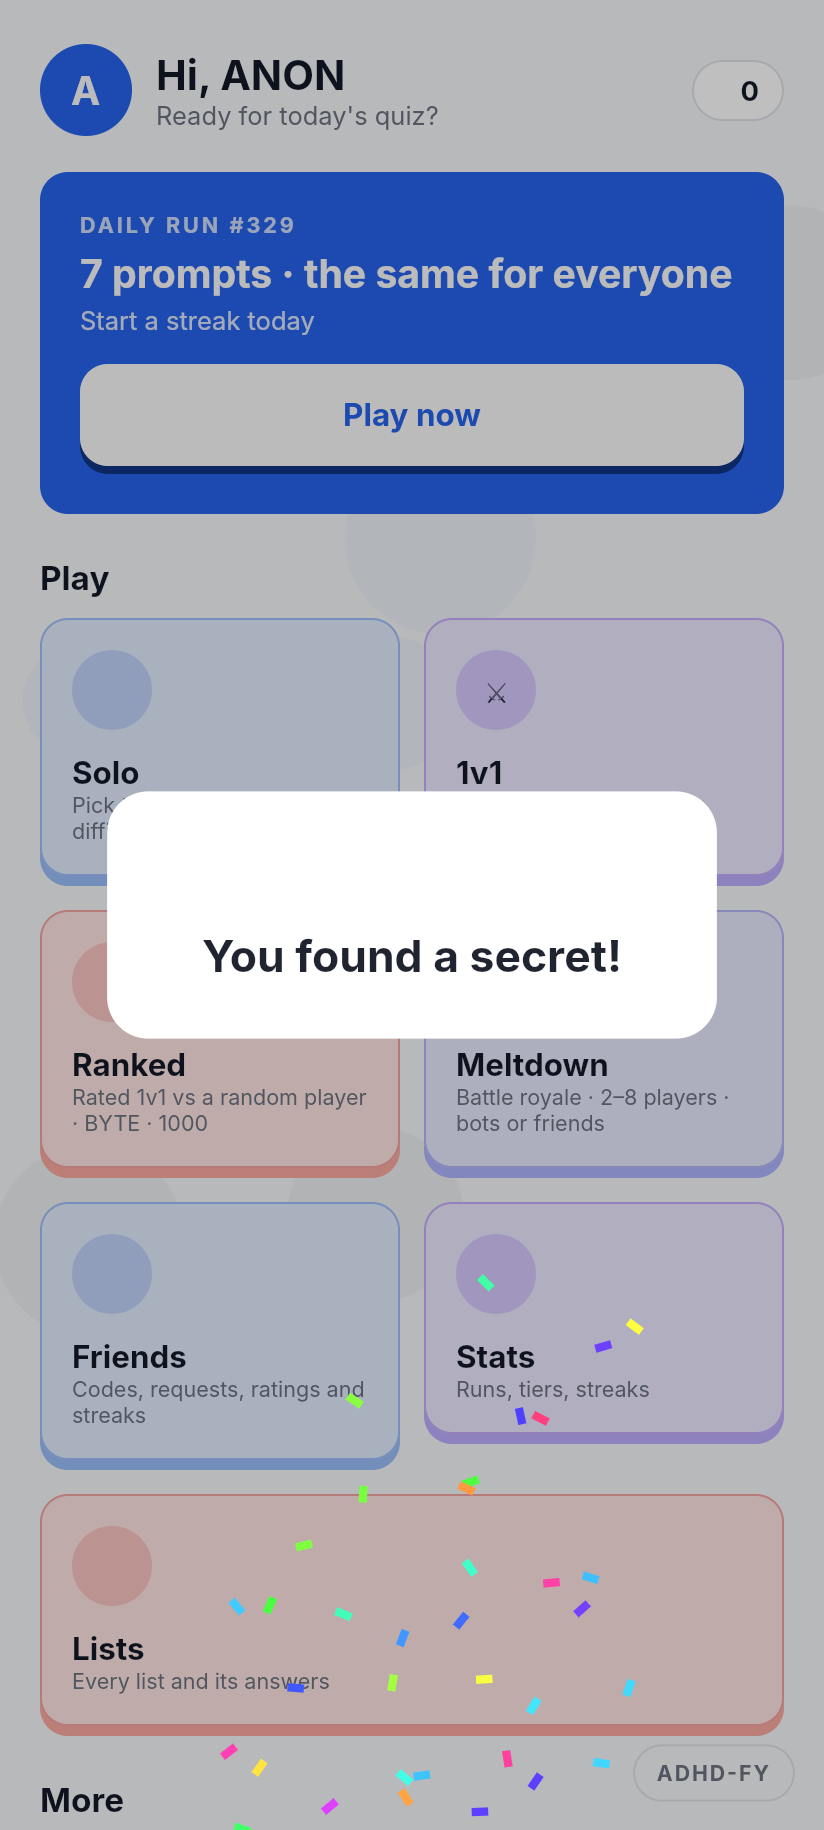 A
Hi, ANON
Ready for today's quiz?
0
DAILY RUN #329
7 prompts · the same for everyone
Start a streak today
Play now
Play
Solo
Pick
1v1
You found a secret!
Ranked
Rated 1v1 vs a random player
· BYTE · 1000
Meltdown
Battle royale · 2–8 players ·
bots or friends
Friends
Codes, requests, ratings and
streaks
Stats
Runs, tiers, streaks
Lists
Every list and its answers
ADHD-FY
More